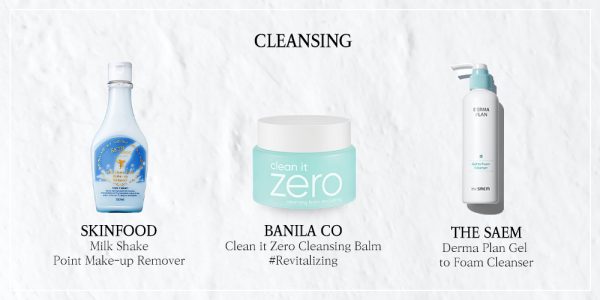 CLEANSING
clean it
zero
DERMA
PLAN
the SAEM
SKINFOOD
Milk Shake
Point Make-up Remover
BANILA CO
Clean it Zero Cleansing Balm
#Revitalizing
THE SAEM
Derma Plan Gel
to Foam Cleanser